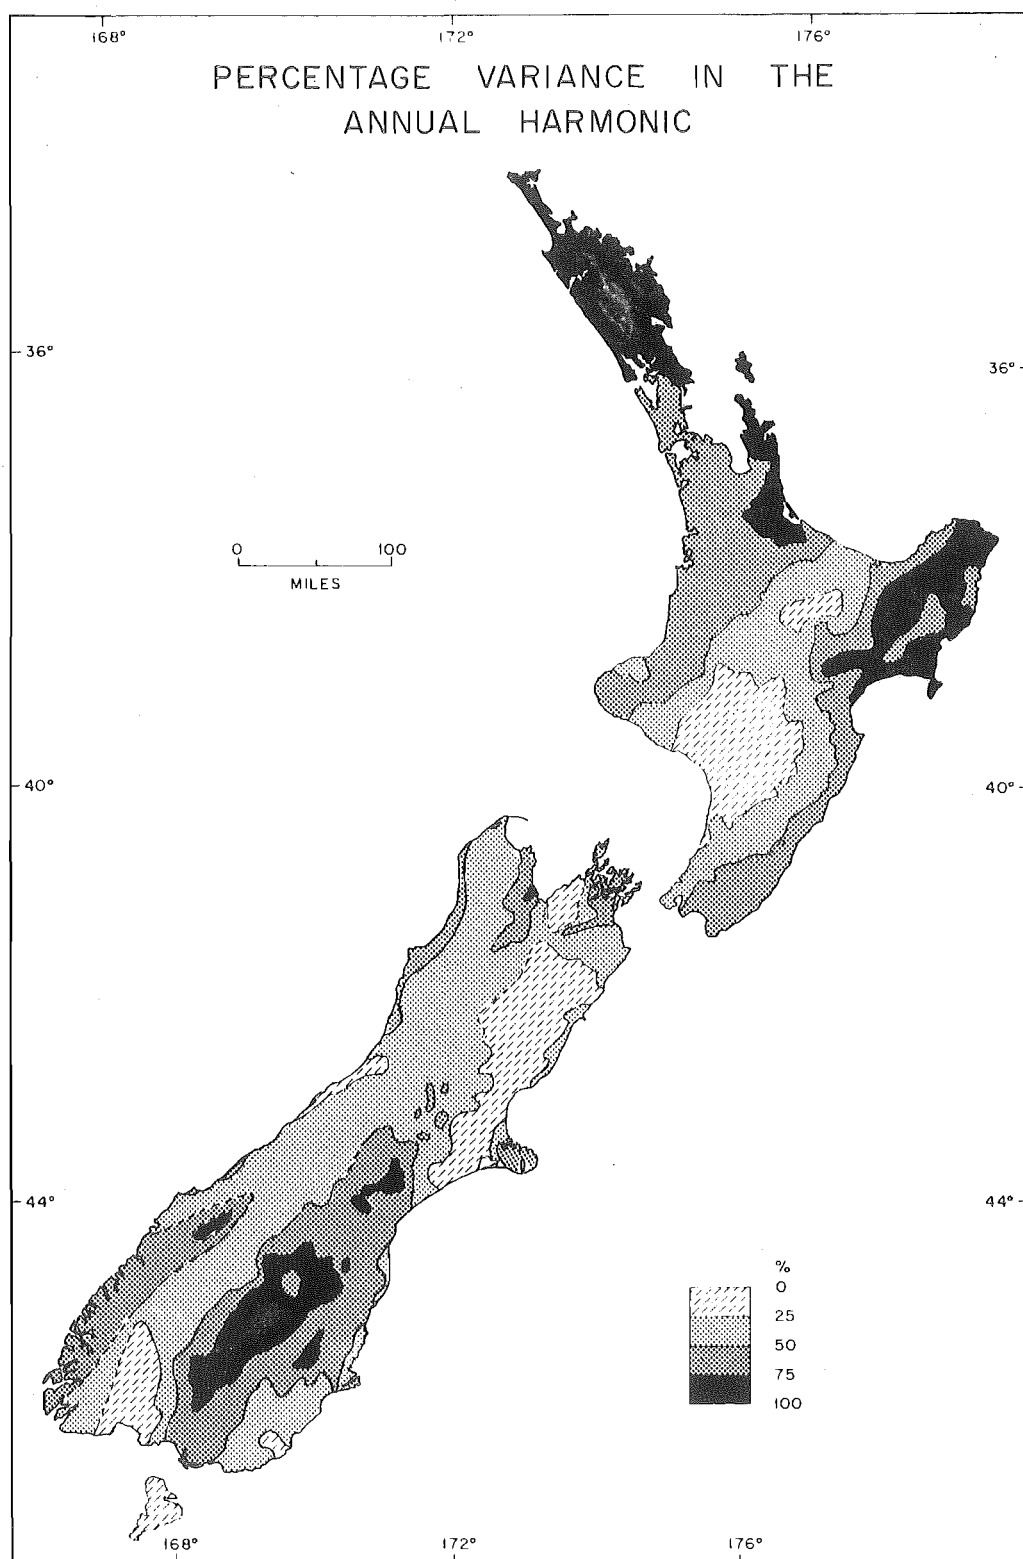 168° 172° 176°
PERCENTAGE VARIANCE IN THE
ANNUAL HARMONIC
36° 36°
0 100
MILES
40° 40°
44° 44°
%
0
25
50
75
100
168° 172° 176°